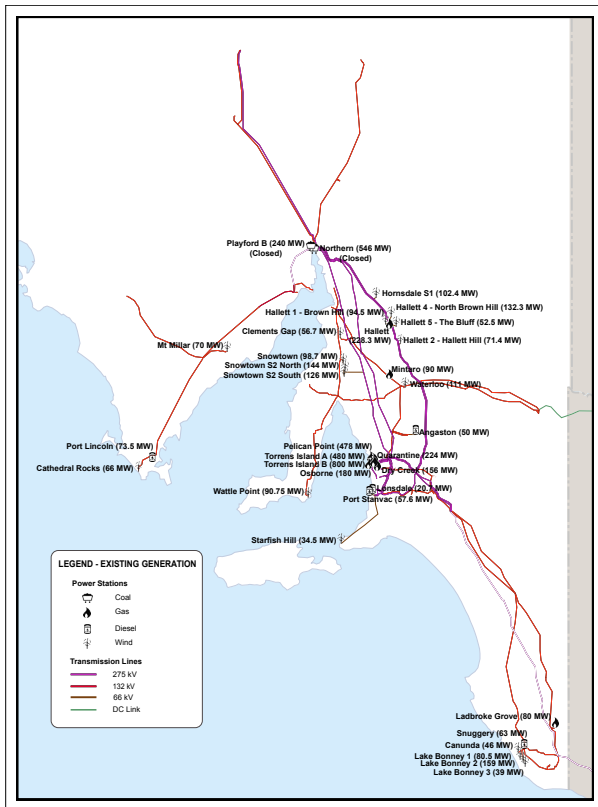 Playford B (240 MW)
(Closed)
Northern (546 MW)
(Closed)
Hornsdale S1 (102.4 MW)
Hallett 4 - North Brown Hill (132.3 MW)
Hallett 1 - Brown Hill (94.5 MW)
Hallett 5 - The Bluff (52.5 MW)
Clements Gap (56.7 MW)
Hallett
(228.3 MW)
Hallett 2 - Hallett Hill (71.4 MW)
Mt Millar (70 MW)
Snowtown (98.7 MW)
Snowtown S2 North (144 MW)
Snowtown S2 South (126 MW)
Mintaro (90 MW)
Waterloo (111 MW)
Angaston (50 MW)
Port Lincoln (73.5 MW)
Cathedral Rocks (66 MW)
Pelican Point (478 MW)
Torrens Island A (480 MW)
Torrens Island B (800 MW)
Osborne (180 MW)
Quarantine (224 MW)
Dry Creek (156 MW)
Wattle Point (90.75 MW)
Lonsdale (20.7 MW)
Port Stanvac (57.6 MW)
Starfish Hill (34.5 MW)
LEGEND - EXISTING GENERATION
Power Stations
Coal
Gas
Diesel
Wind
Transmission Lines
275 kV
132 kV
66 kV
DC Link
Ladbroke Grove (80 MW)
Snuggery (63 MW)
Canunda (46 MW)
Lake Bonney 1 (80.5 MW)
Lake Bonney 2 (159 MW)
Lake Bonney 3 (39 MW)